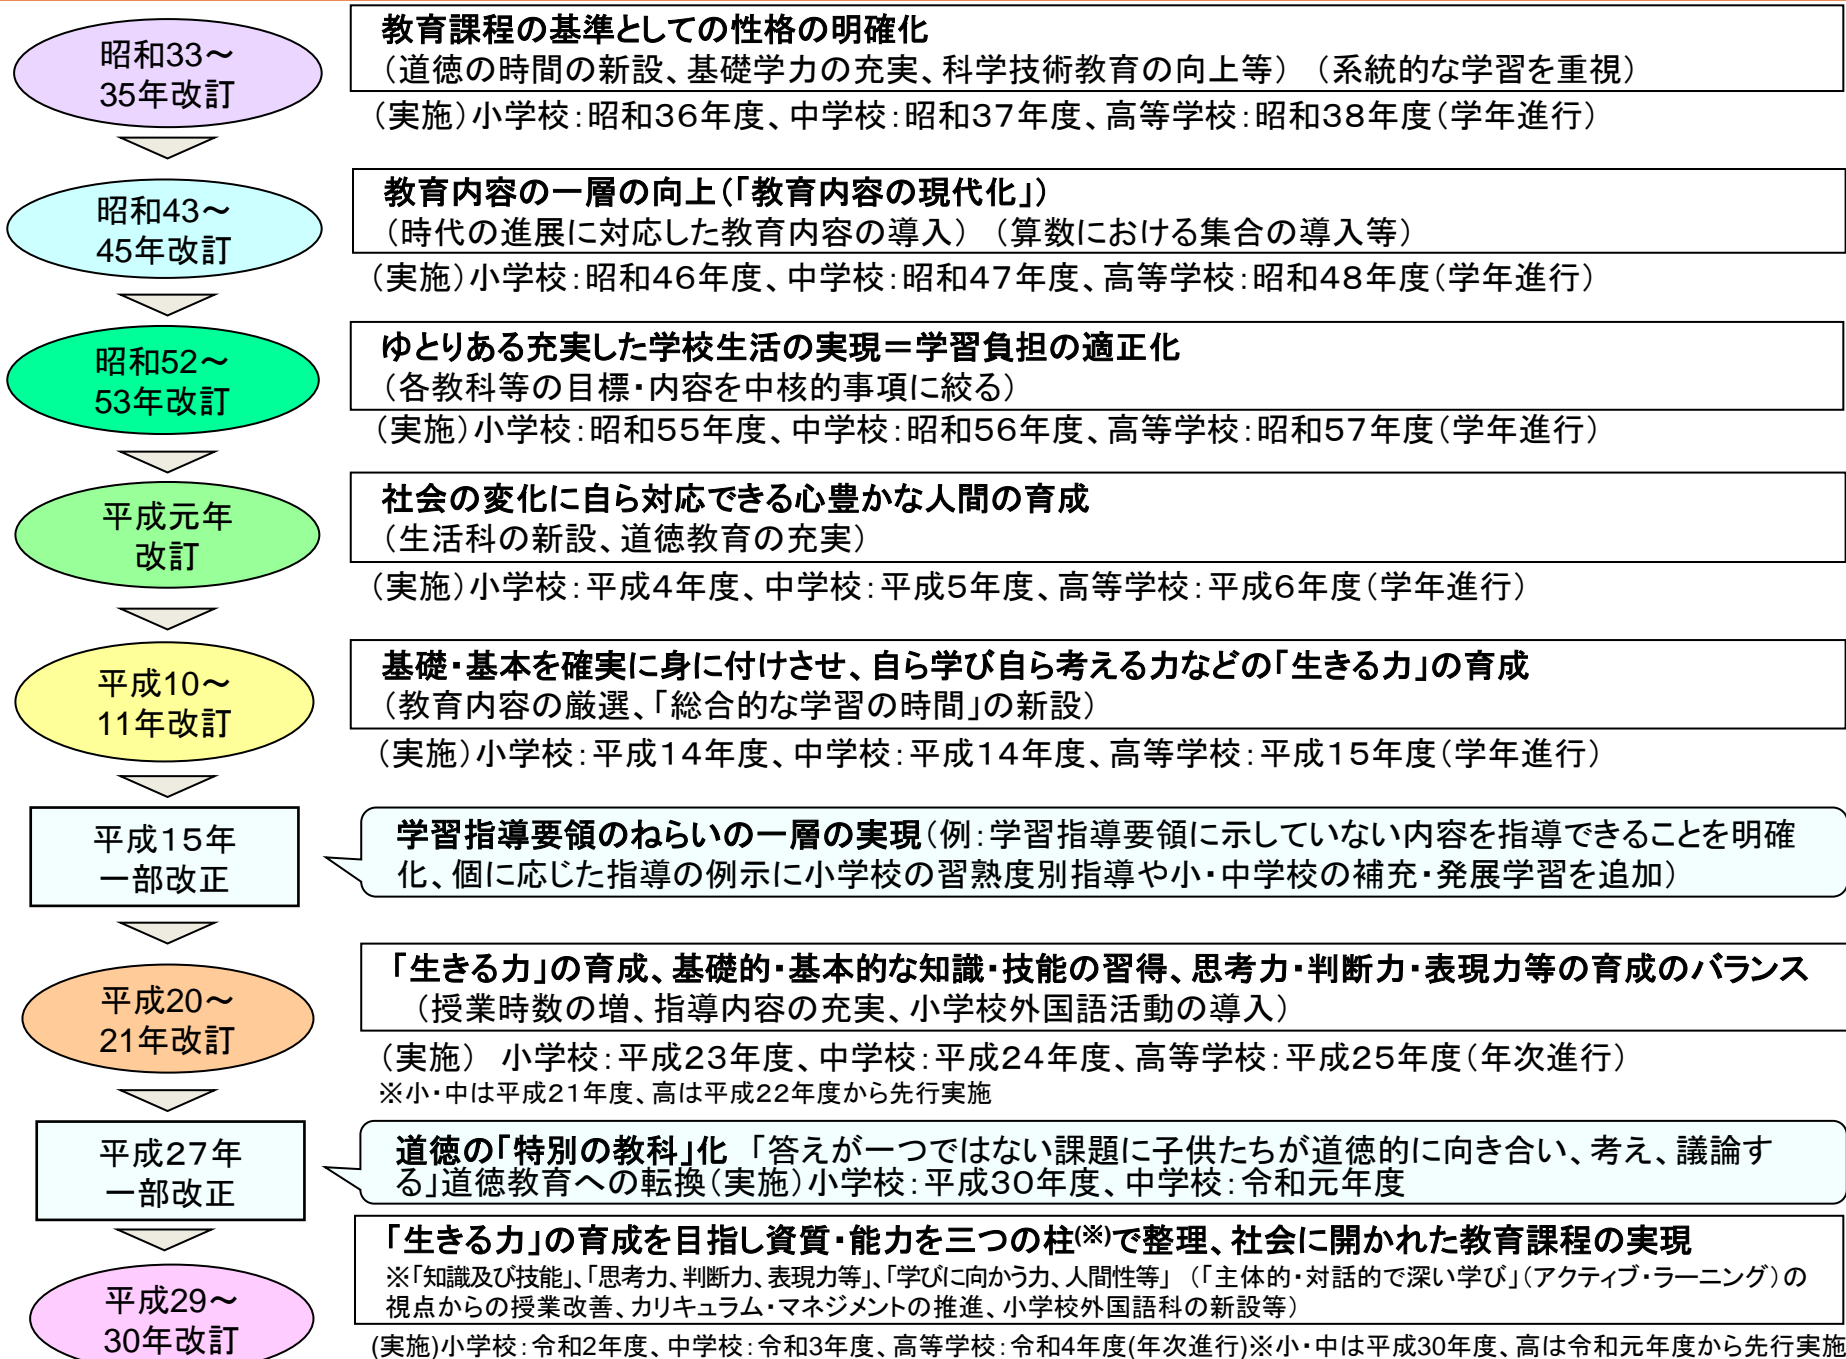 昭和33～
35年改訂
教育課程の基準としての性格の明確化
（道徳の時間の新設、基礎学力の充実、科学技術教育の向上等）（系統的な学習を重視）
（実施）小学校：昭和36年度、中学校：昭和37年度、高等学校：昭和38年度（学年進行）
昭和43～
45年改訂
教育内容の一層の向上（「教育内容の現代化」）
（時代の進展に対応した教育内容の導入）（算数における集合の導入等）
（実施）小学校：昭和46年度、中学校：昭和47年度、高等学校：昭和48年度（学年進行）
昭和52～
53年改訂
ゆとりある充実した学校生活の実現＝学習負担の適正化
（各教科等の目標・内容を中核的事項に絞る）
（実施）小学校：昭和55年度、中学校：昭和56年度、高等学校：昭和57年度（学年進行）
平成元年
改訂
社会の変化に自ら対応できる心豊かな人間の育成
（生活科の新設、道徳教育の充実）
（実施）小学校：平成4年度、中学校：平成5年度、高等学校：平成6年度（学年進行）
平成10～
11年改訂
基礎・基本を確実に身に付けさせ、自ら学び自ら考える力などの「生きる力」の育成
（教育内容の厳選、「総合的な学習の時間」の新設）
（実施）小学校：平成14年度、中学校：平成14年度、高等学校：平成15年度（学年進行）
平成15年
一部改正
学習指導要領のねらいの一層の実現（例：学習指導要領に示していない内容を指導できることを明確
化、個に応じた指導の例示に小学校の習熟度別指導や小・中学校の補充・発展学習を追加）
平成20～
21年改訂
「生きる力」の育成、基礎的・基本的な知識・技能の習得、思考力・判断力・表現力等の育成のバランス
（授業時数の増、指導内容の充実、小学校外国語活動の導入）
（実施） 小学校：平成23年度、中学校：平成24年度、高等学校：平成25年度（年次進行）
※小・中は平成21年度、高は平成22年度から先行実施
平成27年
一部改正
道徳の「特別の教科」化 「答えが一つではない課題に子供たちが道徳的に向き合い、考え、議論す
る」道徳教育への転換（実施）小学校：平成30年度、中学校：令和元年度
平成29～
30年改訂
「生きる力」の育成を目指し資質・能力を三つの柱(※)で整理、社会に開かれた教育課程の実現
※「知識及び技能」、「思考力、判断力、表現力等」、「学びに向かう力、人間性等」（「主体的・対話的で深い学び」（アクティブ・ラーニング）の
視点からの授業改善、カリキュラム・マネジメントの推進、小学校外国語科の新設等）
(実施)小学校：令和2年度、中学校：令和3年度、高等学校：令和4年度(年次進行)※小・中は平成30年度、高は令和元年度から先行実施